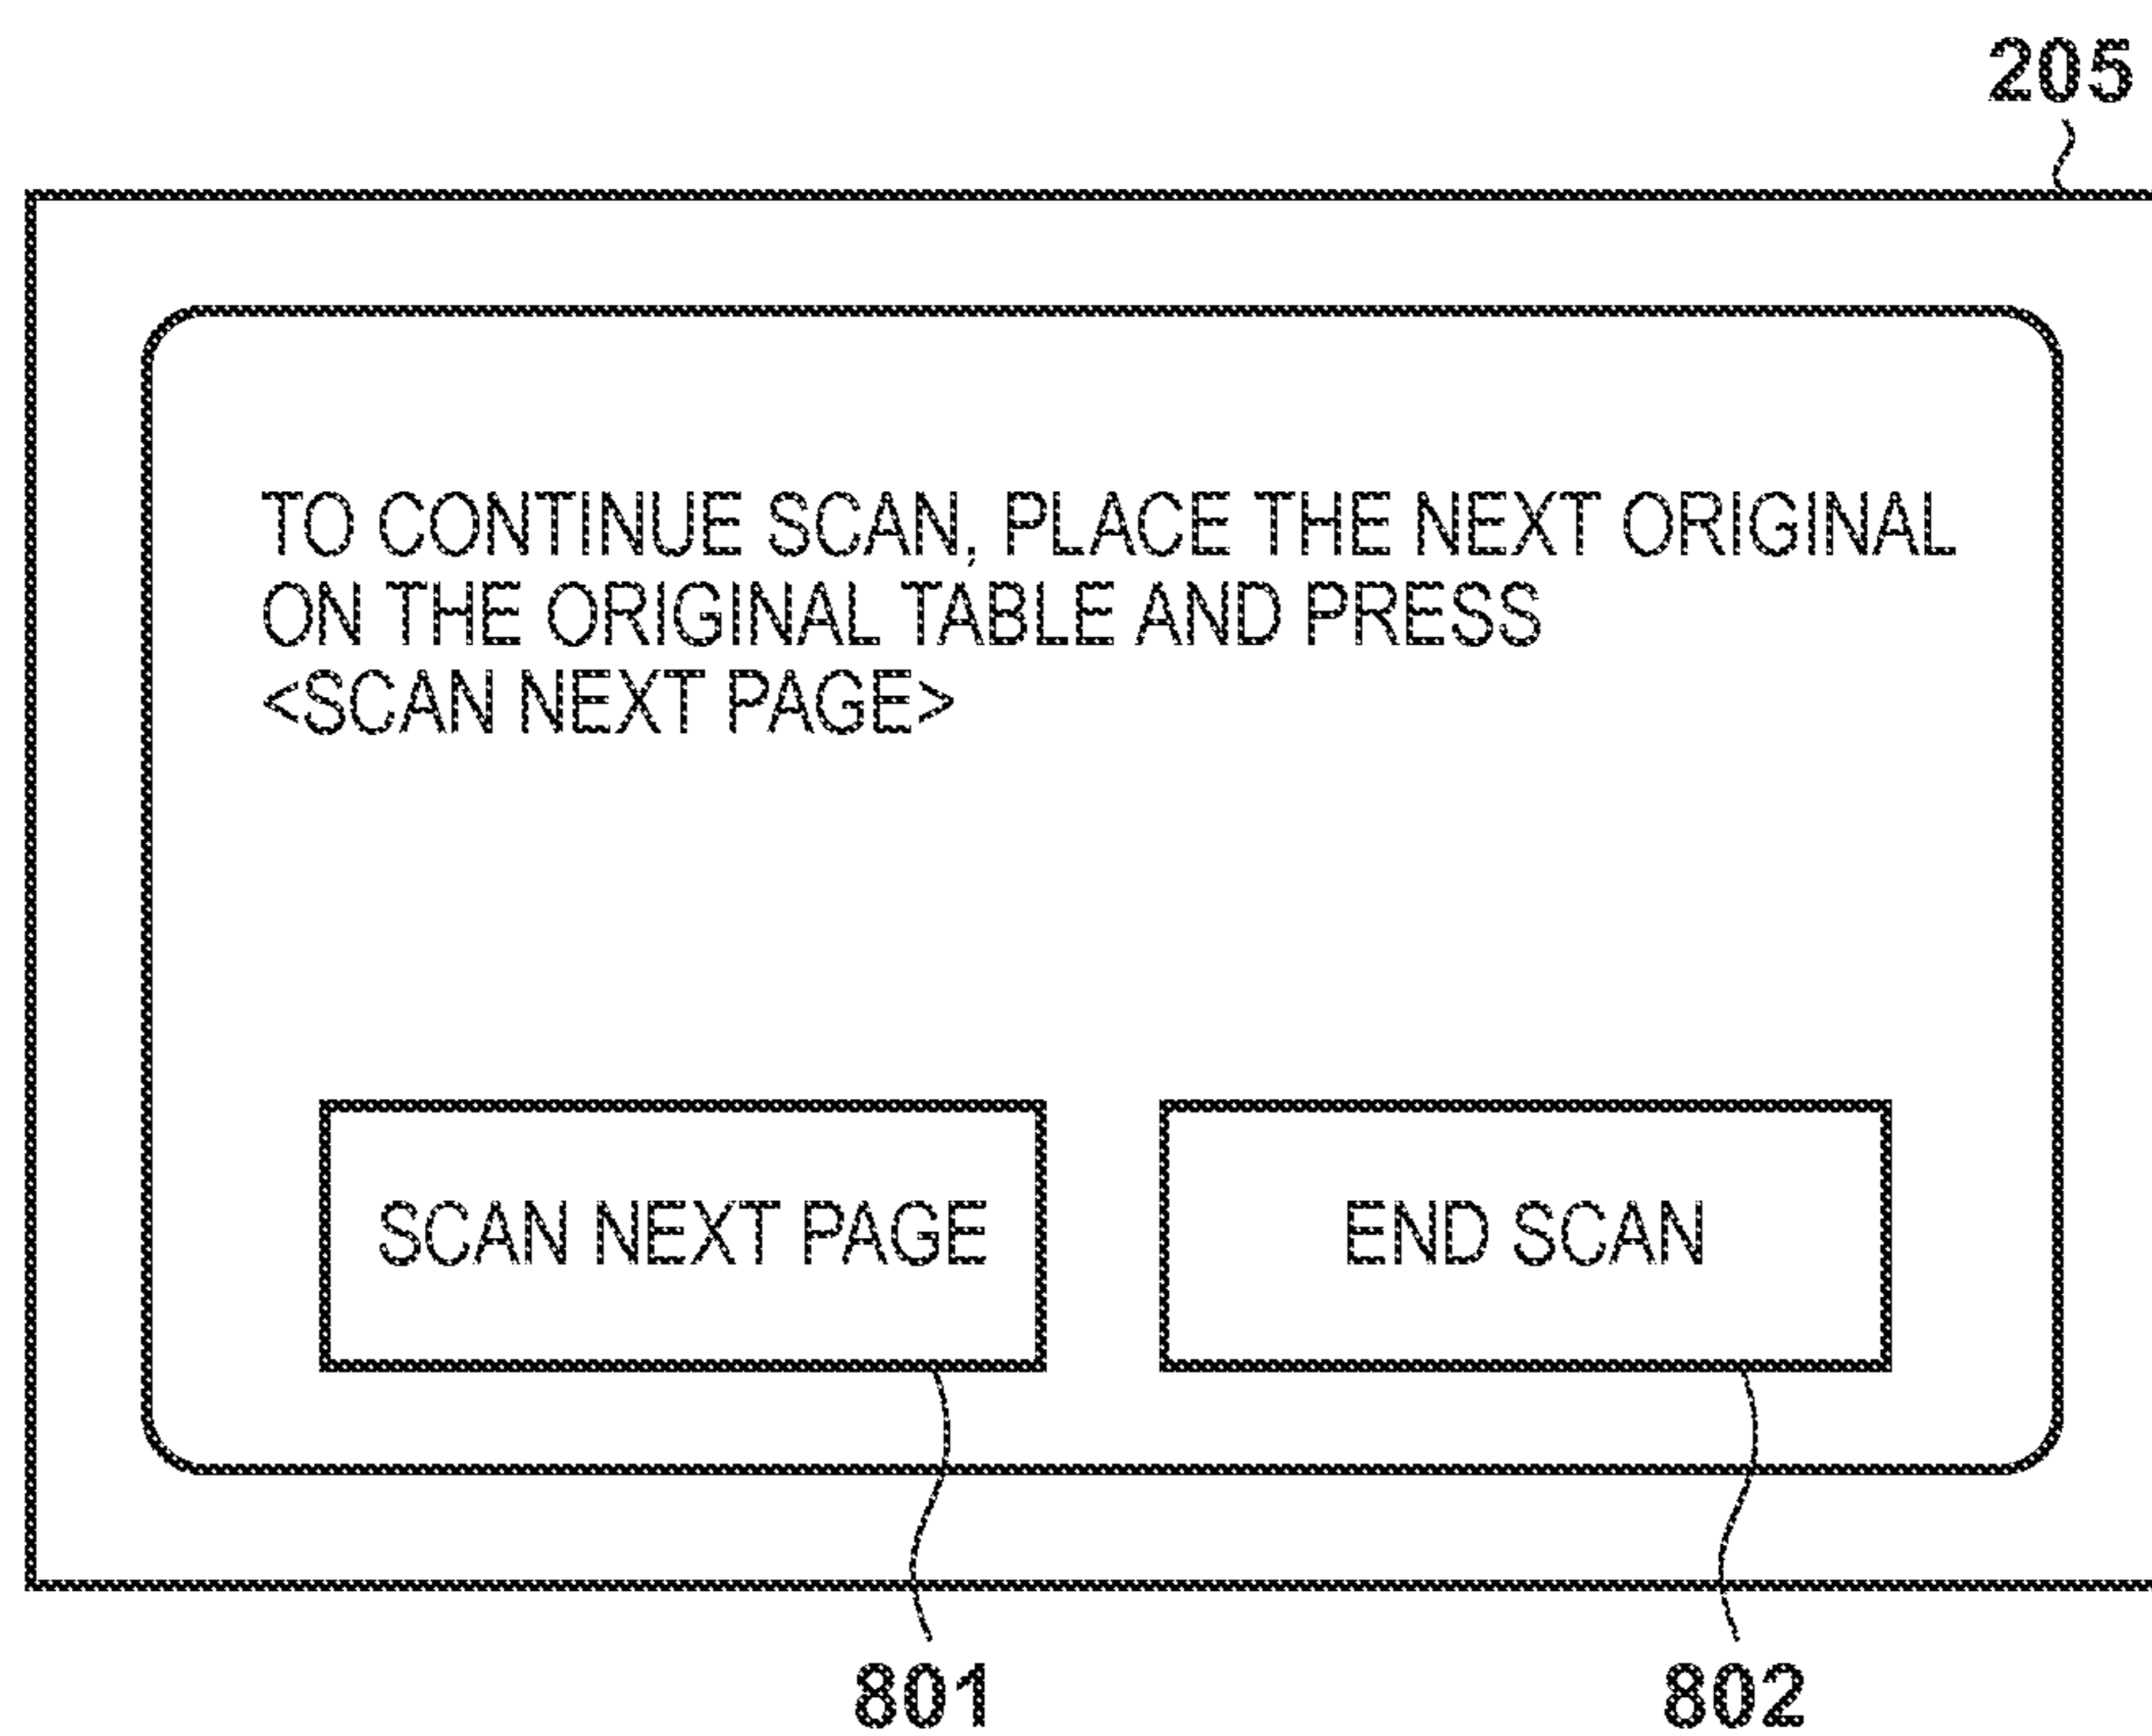 205
TO CONTINUE SCAN, PLACE THE NEXT ORIGINAL
ON THE ORIGINAL TABLE AND PRESS
<SCAN NEXT PAGE>
SCAN NEXT PAGE
END SCAN
801
802